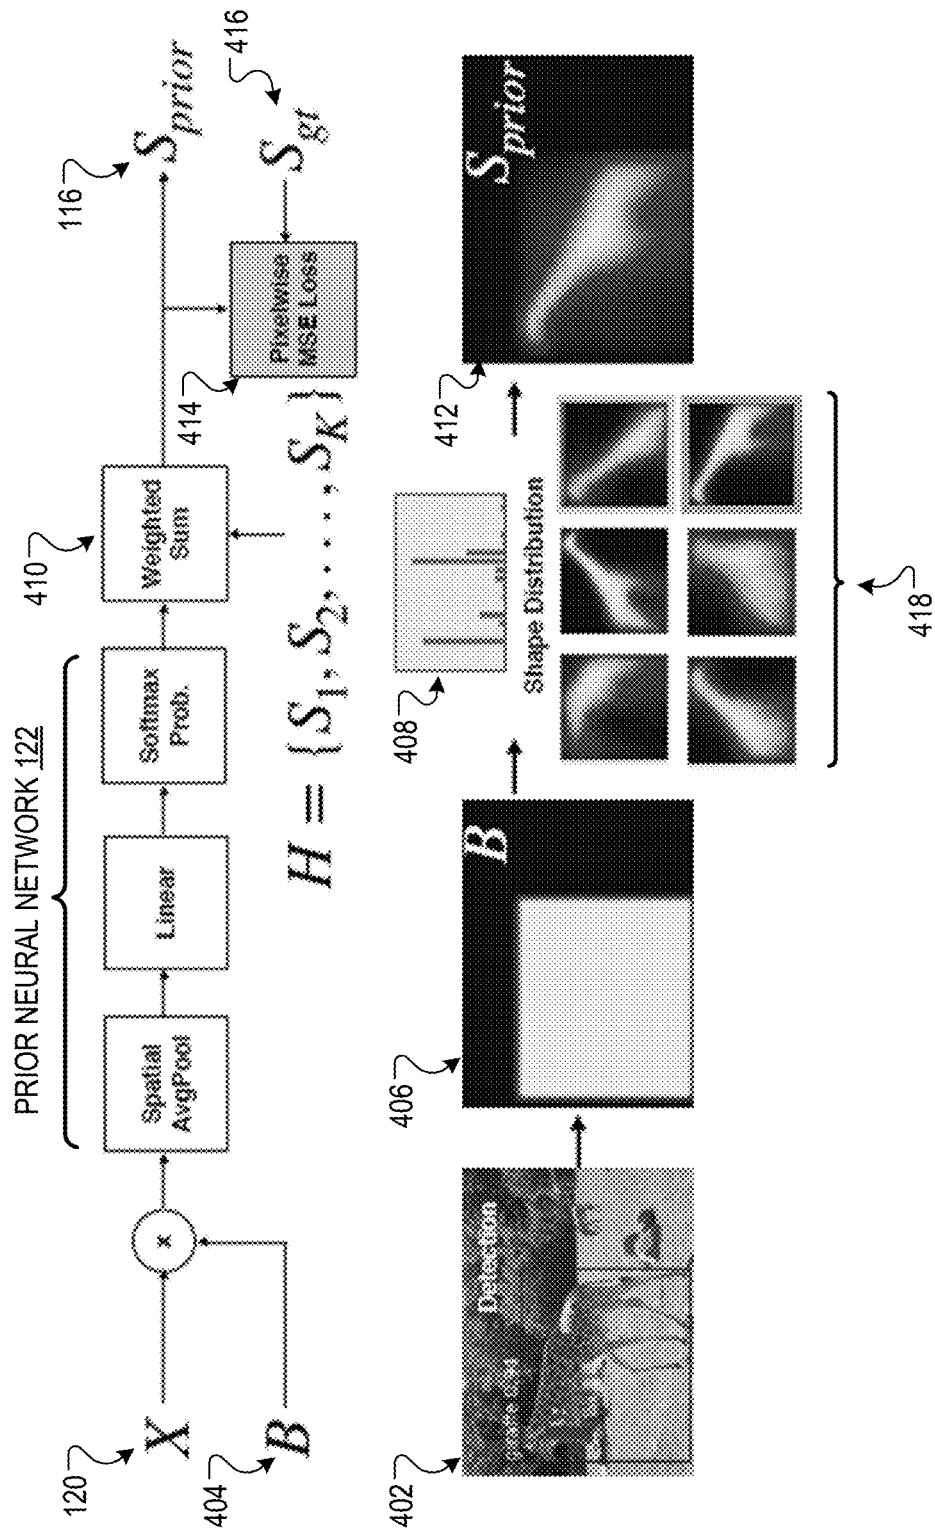 PRIOR NEURAL NETWORK 122
120
X
404
B
x
Spatial
AvgPool
Linear
Softmax
Prob.
410
Weighted
Sum
116
S_prior
414
Pixelwise
MSE Loss
416
S_gt
H = {S_1, S_2, . . . . , S_K}
402
Detection
406
B
408
Shape Distribution
418
412
S_prior